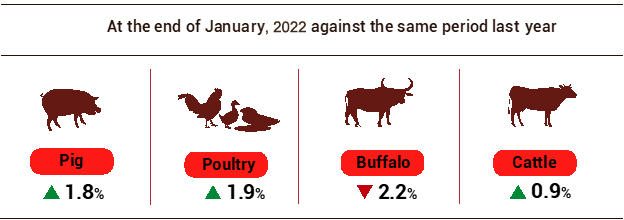 At the end of January, 2022 against the same period last year
Pig
Poultry
Buffalo
Cattle
1.8%
1.9%
2.2%
0.9%